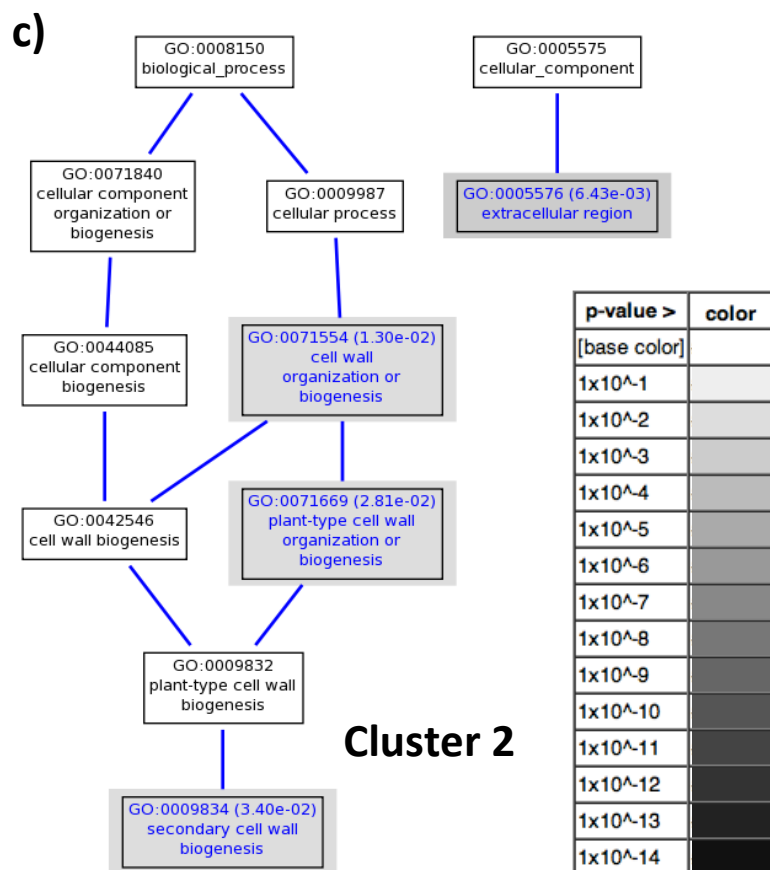 c)
GO:0008150
biological_process
GO:0005575
cellular_component
GO:0071840
cellular component
organization or
biogenesis
GO:0009987
cellular process
GO:0005576 (6.43e-03)
extracellular region
GO:0044085
cellular component
biogenesis
GO:0071554 (1.30e-02)
cell wall
organization or
biogenesis
GO:0042546
cell wall biogenesis
GO:0071669 (2.81e-02)
plant-type cell wall
organization or
biogenesis
GO:0009832
plant-type cell wall
biogenesis
GO:0009834 (3.40e-02)
secondary cell wall
biogenesis
Cluster 2
p-value > color
[base color]
1x10^-1
1x10^-2
1x10^-3
1x10^-4
1x10^-5
1x10^-6
1x10^-7
1x10^-8
1x10^-9
1x10^-10
1x10^-11
1x10^-12
1x10^-13
1x10^-14